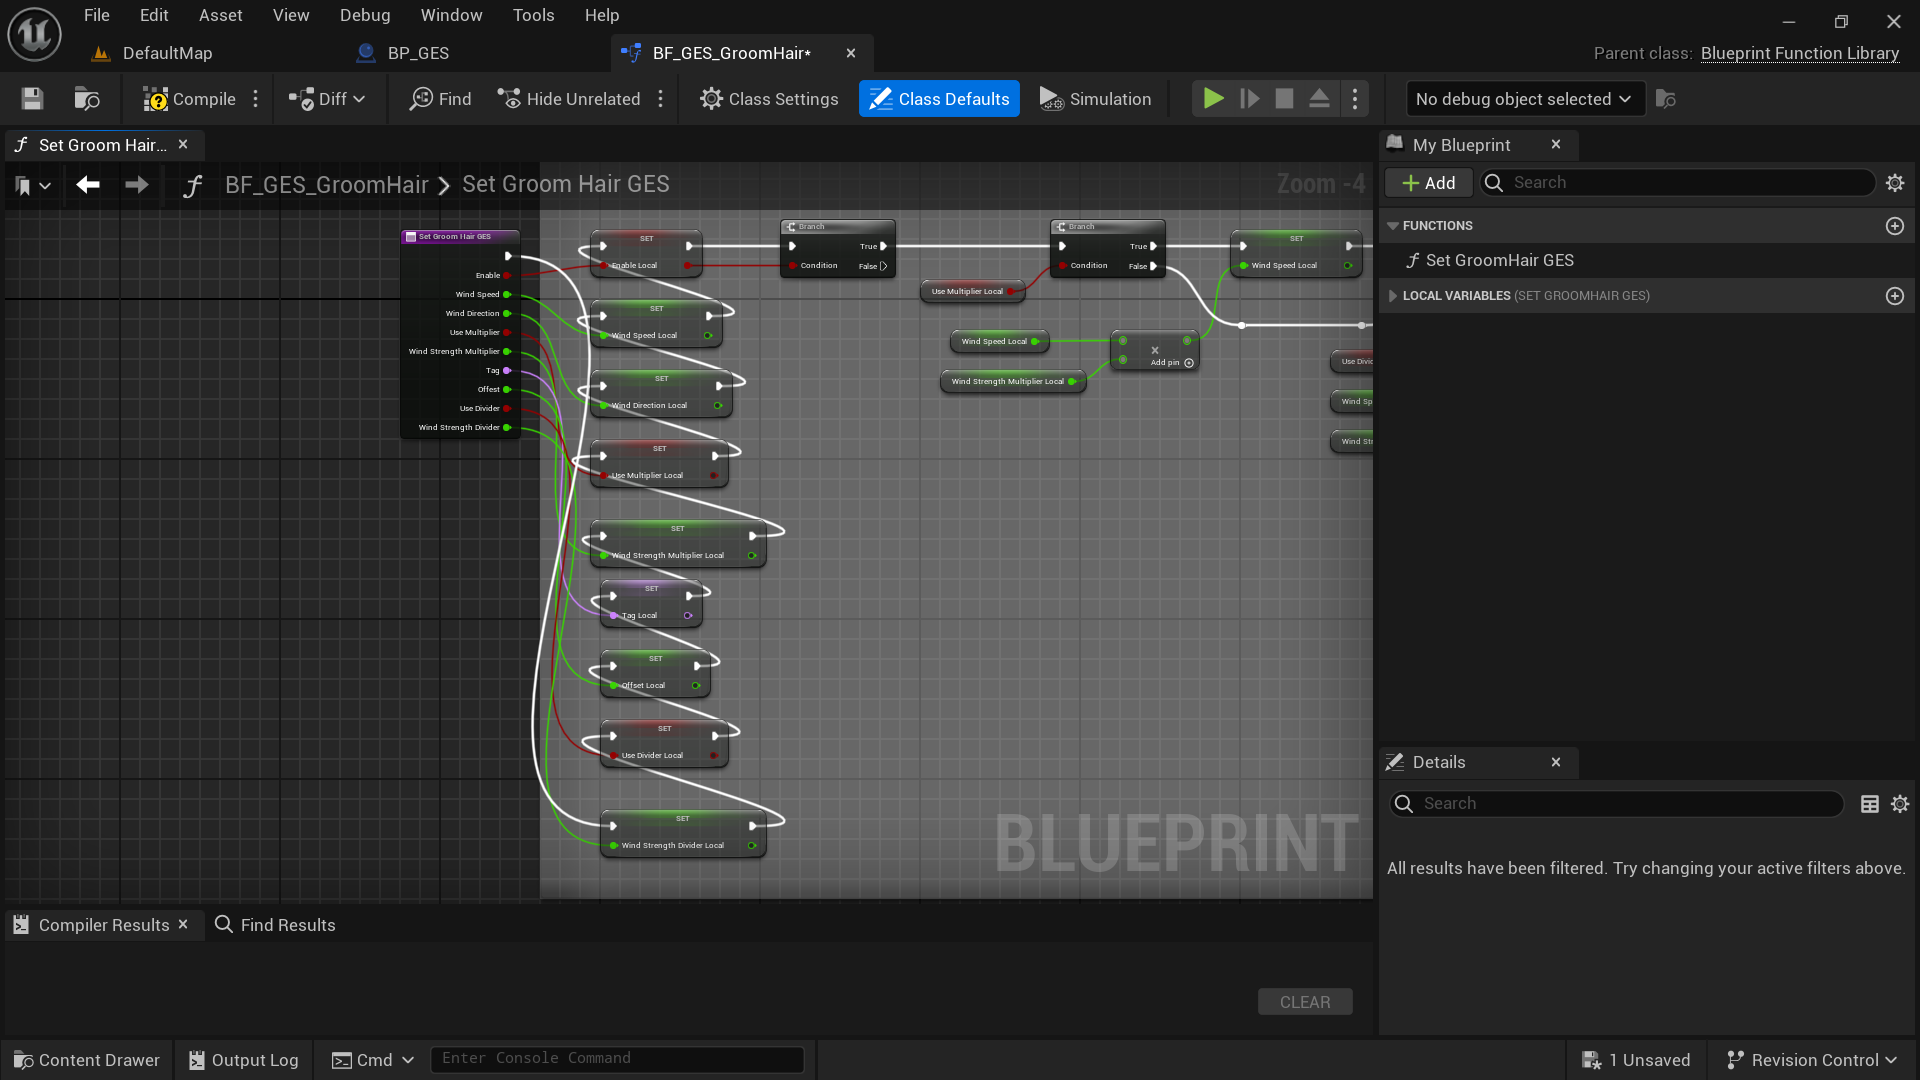 File Edit Asset View Debug Window Tools Help
DefaultMap BP_GES BF_GES_GroomHair* Parent class: Blueprint Function Library
Compile Diff Find Hide Unrelated Class Settings Class Defaults Simulation No debug object selected
Set Groom Hair...
BF_GES_GroomHair Set Groom Hair GES Zoom -4
Set Groom Hair GES
Enable
Wind Speed
Wind Direction
Use Multiplier
Wind Strength Multiplier
Tag
Offest
Use Divider
Wind Strength Divider
SET
Enable Local
SET
Wind Speed Local
SET
Wind Direction Local
SET
Use Multiplier Local
SET
Wind Strength Multiplier Local
SET
Tag Local
SET
Offset Local
SET
Use Divider Local
SET
Wind Strength Divider Local
Branch
True
Condition False
Use Multiplier Local
Branch
True
Condition False
Wind Speed Local
Wind Strength Multiplier Local
Add pin
SET
Wind Speed Local
Use Divic
Wind Sp
Wind Str
BLUEPRINT
My Blueprint
Add Search
FUNCTIONS
Set GroomHair GES
LOCAL VARIABLES (SET GROOMHAIR GES)
Details
Search
All results have been filtered. Try changing your active filters above.
Compiler Results Find Results
CLEAR
Content Drawer Output Log Cmd Enter Console Command 1 Unsaved Revision Control